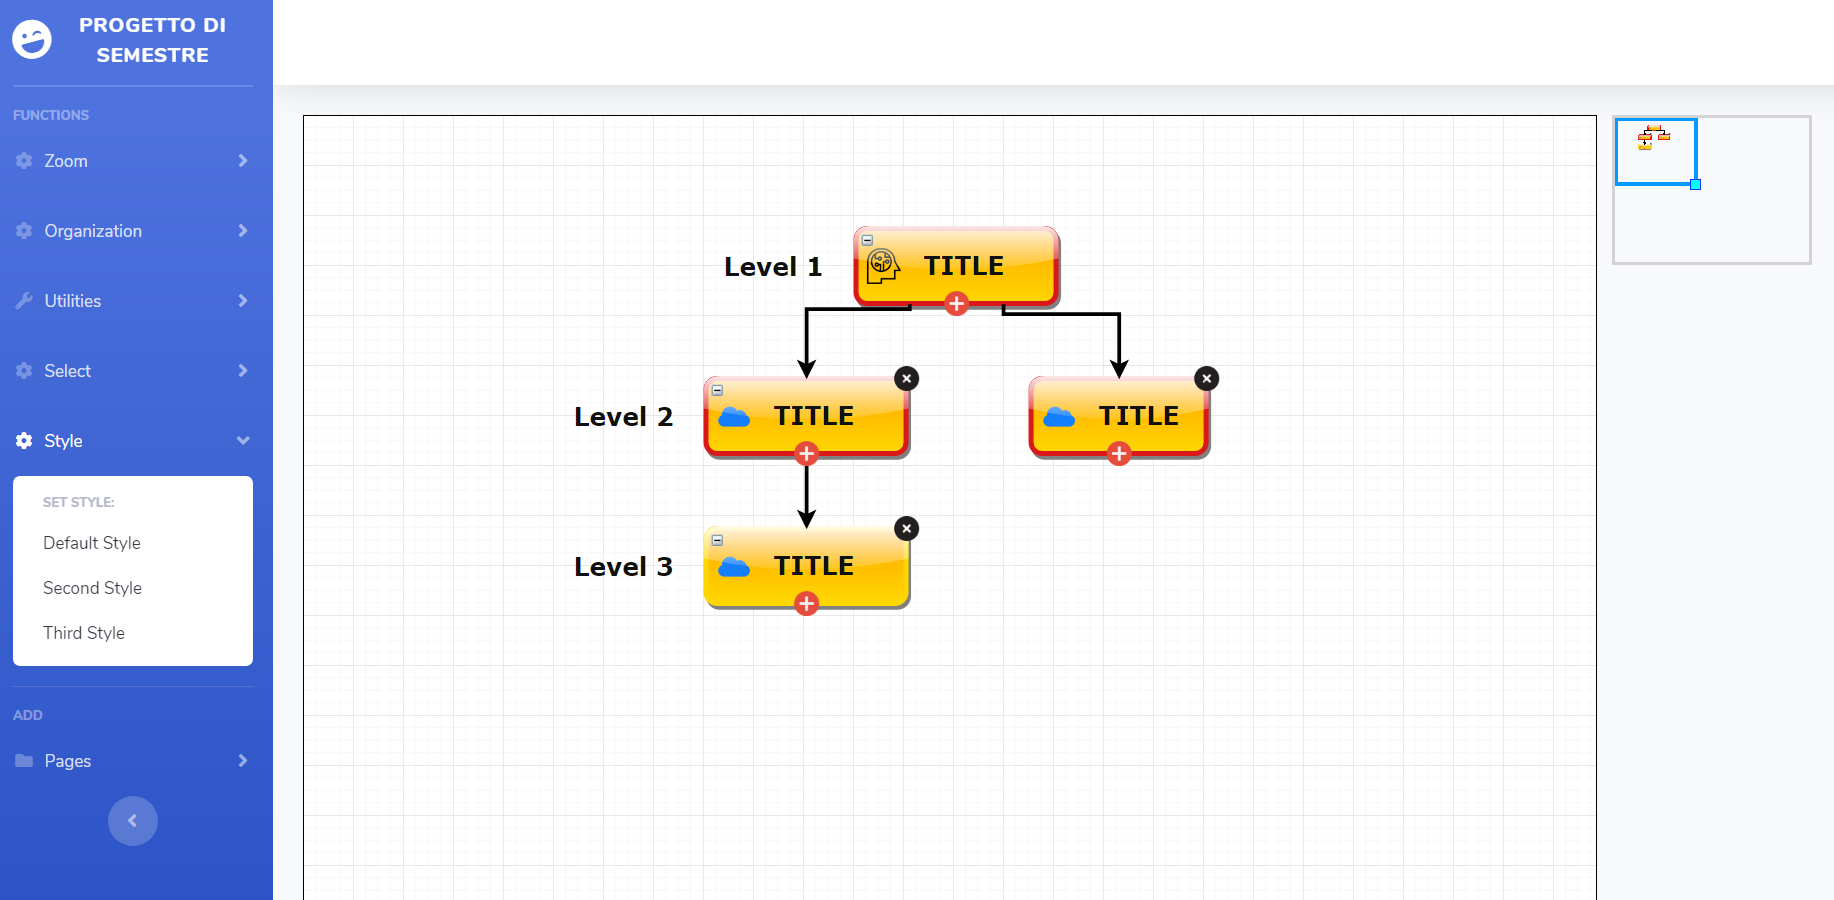 PROGETTO DI
SEMESTRE
FUNCTIONS
Zoom
Organization
Utilities
Select
Style
SET STYLE:
Default Style
Second Style
Third Style
ADD
Pages
Level 1
TITLE
Level 2
TITLE
TITLE
Level 3
TITLE